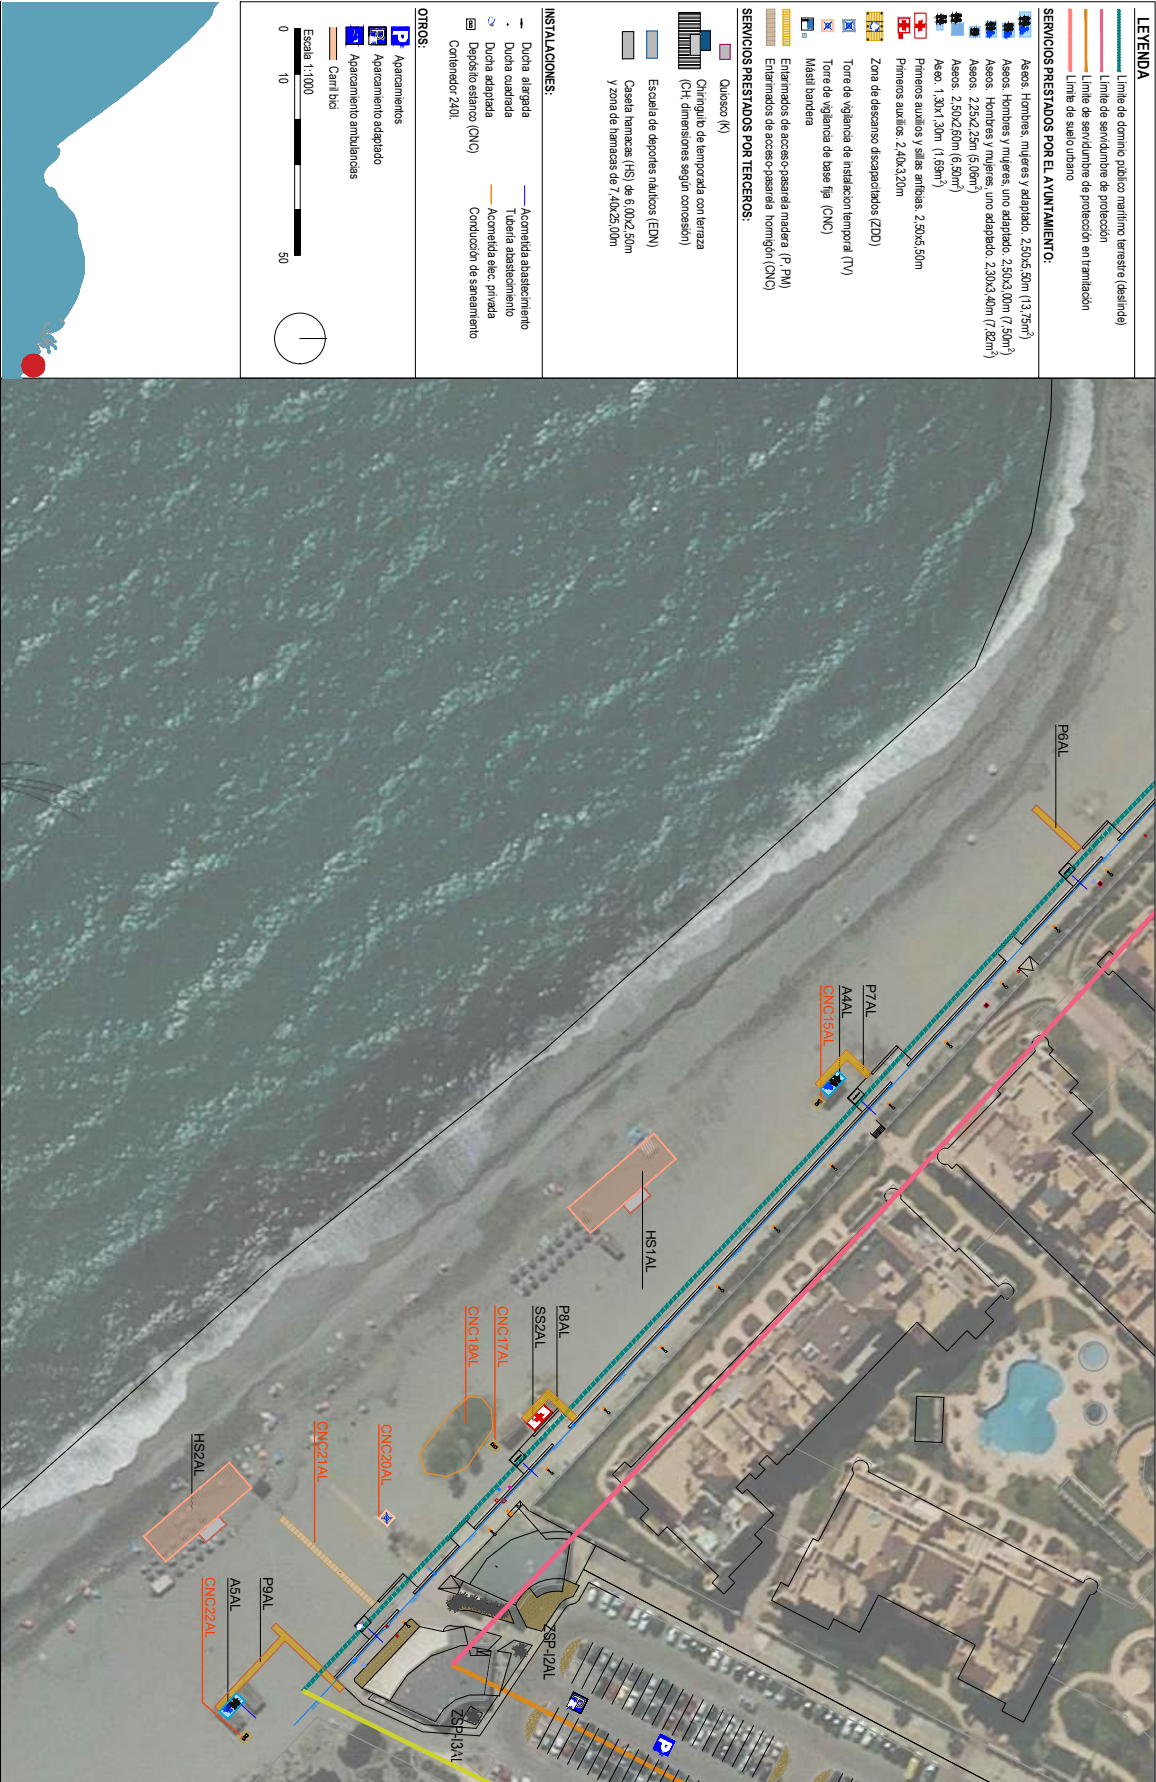 LEYENDA
Límite de dominio público marítimo terrestre (deslinde)
Límite de servidumbre de protección
Límite de servidumbre de protección en tramitación
Límite de suelo urbano
SERVICIOS PRESTADOS POR EL AYUNTAMIENTO:
Aseos. Hombres, mujeres y adaptado. 2,50x5,50m (13,75m²)
Aseos. Hombres y mujeres, uno adaptado. 2,50x3,00m (7,50m²)
Aseos. Hombres y mujeres, uno adaptado. 2,30x3,40m (7,82m²)
Aseos. 2,25x2,25m (5,06m²)
Aseos. 2,50x2,60m (6,50m²)
Aseo. 1,30x1,30m (1,69m²)
Primeros auxilios y sillas anfibias. 2,50x5,50m
Primeros auxilios. 2,40x3,20m
Zona de descanso discapacitados (ZDD)
Torre de vigilancia de instalacion temporal (TV)
Torre de vigilancia de base fija (CNC)
Mástil bandera
Entarimados de acceso-pasarela madera (P, PM)
Entarimados de acceso-pasarela hormigón (CNC)
SERVICIOS PRESTADOS POR TERCEROS:
Quiosco (K)
Chiringuito de temporada con terraza
(CH; dimensiones según concesión)
Escuela de deportes náuticos (EDN)
Caseta hamacas (HS) de 6,00x2,50m
y zona de hamacas de 7,40x25,00m
INSTALACIONES:
Ducha alargada
Ducha cuadrada
Ducha adaptada
Depósito estanco (CNC)
Contenedor 240l.
Acometida abastecimiento
Tubería abastecimiento
Acometida elec. privada
Conducción de saneamiento
OTROS:
P Aparcamientos
Aparcamiento adaptado
Aparcamiento ambulancias
Carril bici
Escala 1:1000
0 10 50
P6AL
P7AL
A4AL
CNC15AL
HS1AL
P8AL
SS2AL
CNC17AL
CNC18AL
CNC20AL
CNC21AL
HS2AL
P9AL
A5AL
CNC22AL
ZSP-I2AL
ZSP-I3AL
P